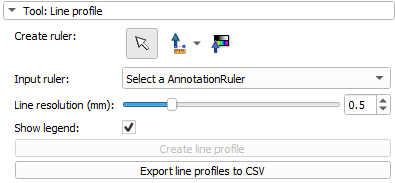 Tool: Line profile
Create ruler:
Input ruler: Select a AnnotationRuler
Line resolution (mm): 0.5
Show legend:
Create line profile
Export line profiles to CSV